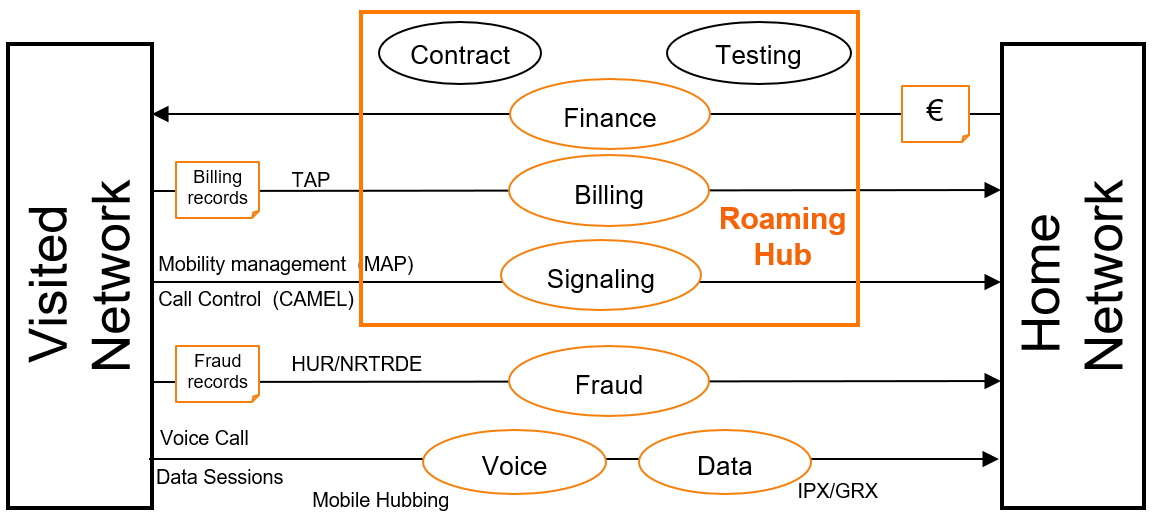 Contract
Testing
Finance
€
Billing
records
TAP
Billing
Roaming
Hub
Visited
Network
Home
Network
Mobility management (MAP)
Signaling
Call Control (CAMEL)
Fraud
records
HUR/NRTRDE
Fraud
Voice Call
Voice
Data
Data Sessions
IPX/GRX
Mobile Hubbing